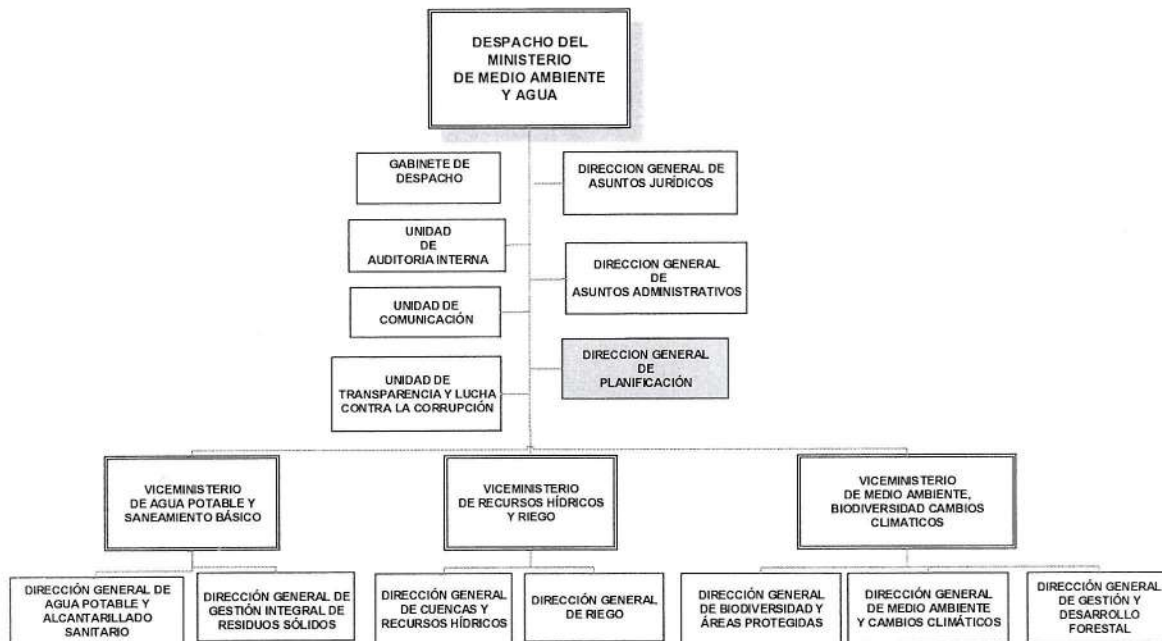 DESPACHO DEL
MINISTERIO
DE MEDIO AMBIENTE
Y AGUA
GABINETE DE
DESPACHO
DIRECCION GENERAL DE
ASUNTOS JURÍDICOS
UNIDAD
DE
AUDITORIA INTERNA
DIRECCION GENERAL
DE
ASUNTOS ADMINISTRATIVOS
UNIDAD DE
COMUNICACIÓN
DIRECCION GENERAL
DE
PLANIFICACIÓN
UNIDAD DE
TRANSPARENCIA Y LUCHA
CONTRA LA CORRUPCIÓN
VICEMINISTERIO
DE AGUA POTABLE Y
SANEAMIENTO BÁSICO
VICEMINISTERIO
DE RECURSOS HÍDRICOS
Y RIEGO
VICEMINISTERIO
DE MEDIO AMBIENTE,
BIODIVERSIDAD CAMBIOS
CLIMATICOS
DIRECCIÓN GENERAL DE
AGUA POTABLE Y
ALCANTARILLADO
SANITARIO
DIRECCIÓN GENERAL DE
GESTIÓN INTEGRAL DE
RESIDUOS SÓLIDOS
DIRECCIÓN GENERAL
DE CUENCAS Y
RECURSOS HÍDRICOS
DIRECCIÓN GENERAL
DE RIEGO
DIRECCIÓN GENERAL
DE BIODIVERSIDAD Y
ÁREAS PROTEGIDAS
DIRECCIÓN GENERAL
DE MEDIO AMBIENTE
Y CAMBIOS CLIMÁTICOS
DIRECCIÓN GENERAL
DE GESTIÓN Y
DESARROLLO
FORESTAL